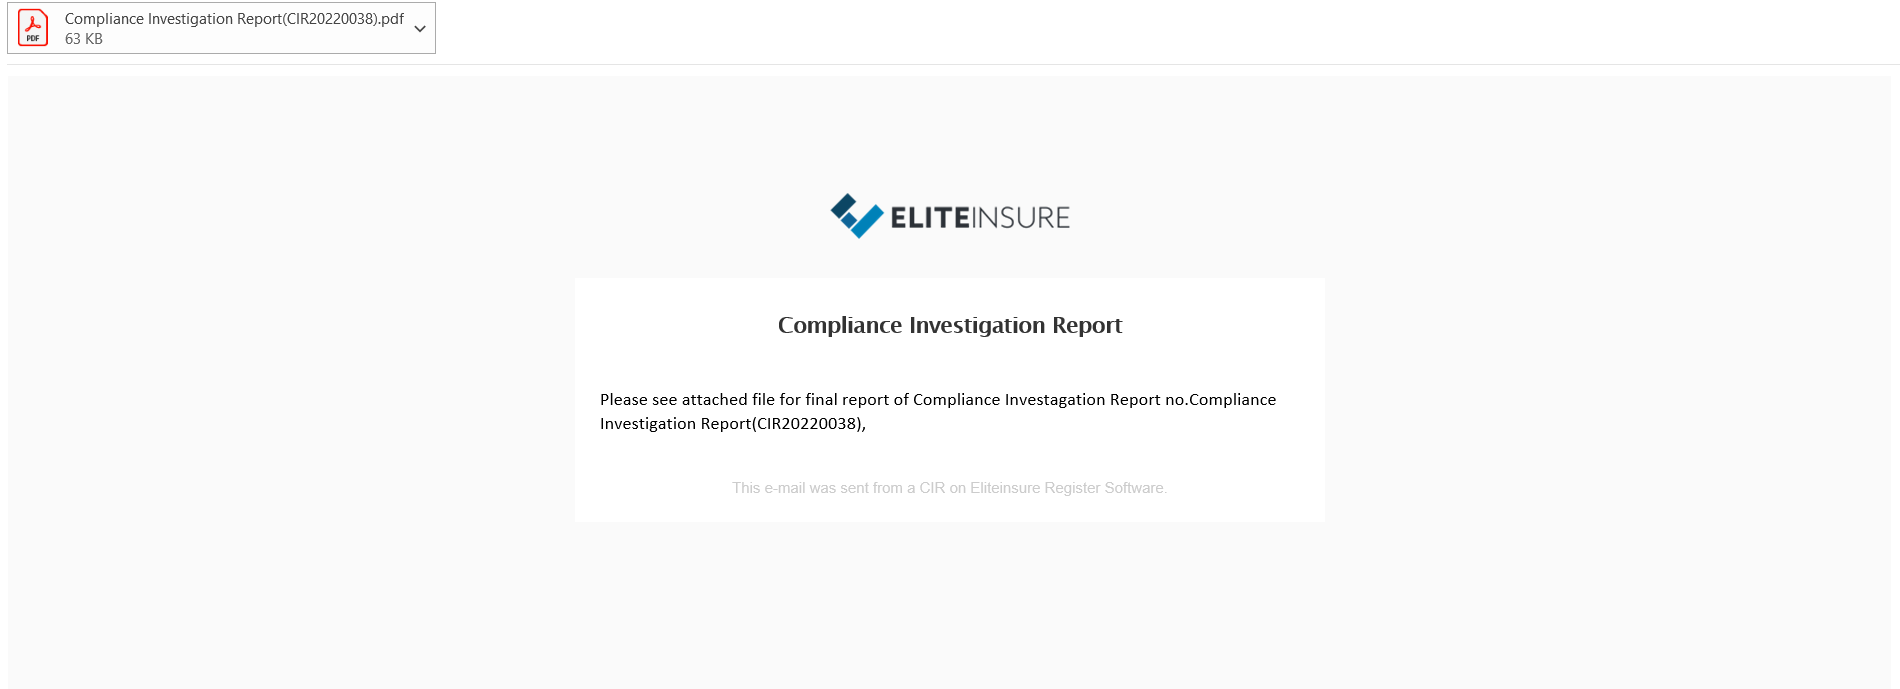 Compliance Investigation Report(CIR20220038).pdf
PDF
63 KB
ELITEINSURE
Compliance Investigation Report
Please see attached file for final report of Compliance Investagation Report no.Compliance
Investigation Report(CIR20220038),
This e-mail was sent from a CIR on Eliteinsure Register Software.